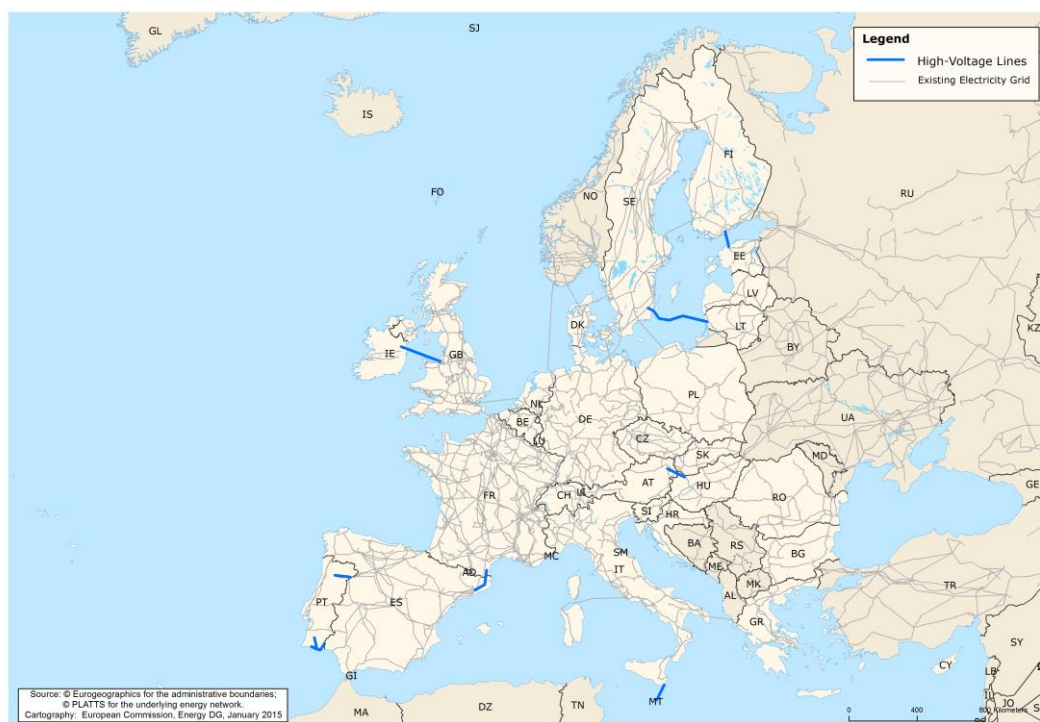 GL
SJ
Legend
High-Voltage Lines
Existing Electricity Grid
IS
FI
FO
NO
SE
RU
EE
LV
LT
DK
KZ
BY
IE
GB
NL
PL
BE
DE
LU
CZ
UA
SK
MD
AT
HU
FR
CH
LI
RO
GE
SI
HR
BA
RS
MC
SM
BG
AD
IT
ME
MK
TR
PT
ES
AL
GR
SY
CY
LB
GI
MT
IL
JO
MA
DZ
TN
0 400 800 Kilometers
Source: © Eurogeographics for the administrative boundaries;
© PLATTS for the underlying energy network.
Cartography: European Commission, Energy DG, January 2015